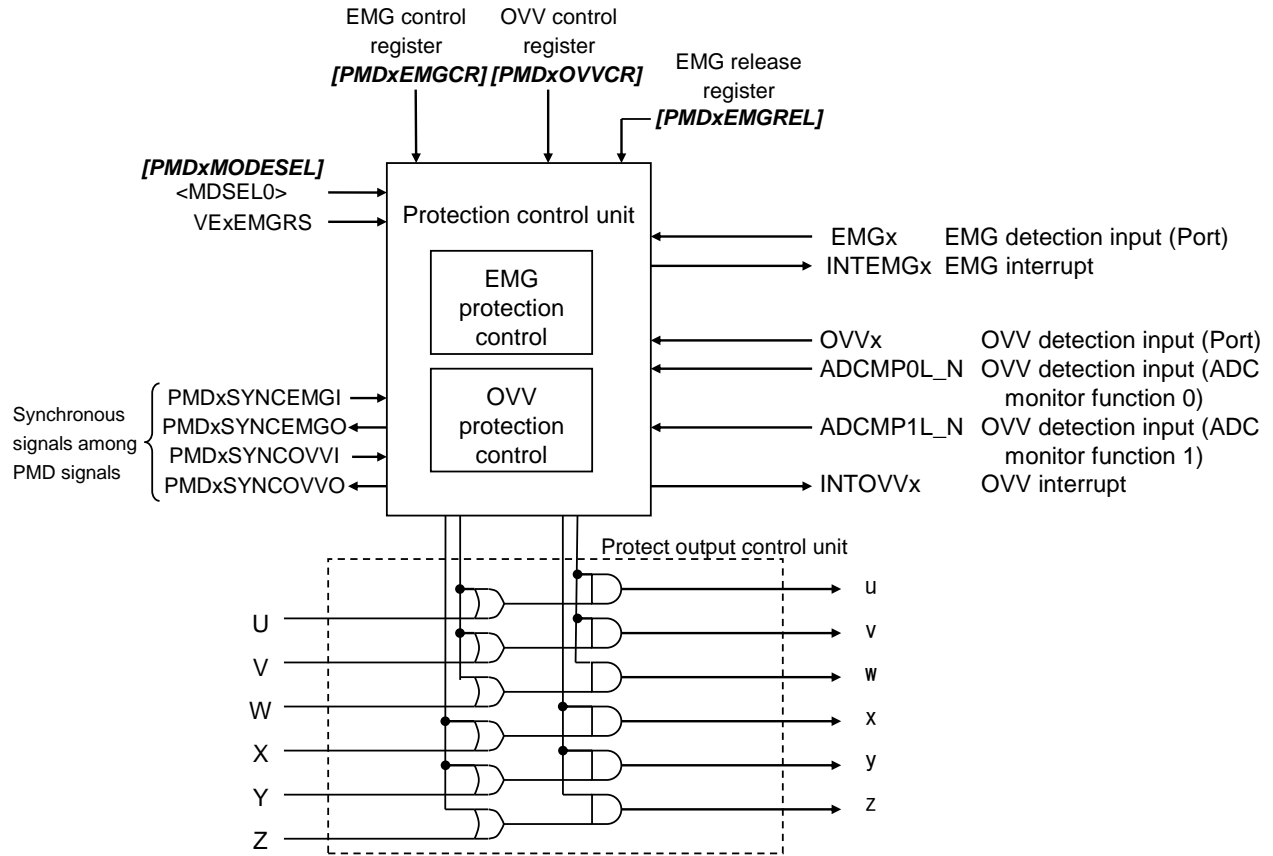 EMG control
register
[PMDxEMGCR]
OVV control
register
[PMDxOVVCR]
EMG release
register
[PMDxEMGREL]
[PMDxMODESEL]
<MDSEL0>
VExEMGRS
Protection control unit
EMG
protection
control
OVV
protection
control
EMGx EMG detection input (Port)
INTEMGx EMG interrupt
OVVx OVV detection input (Port)
ADCMP0L_N OVV detection input (ADC
monitor function 0)
ADCMP1L_N OVV detection input (ADC
monitor function 1)
INTOVVx OVV interrupt
Synchronous
signals among
PMD signals
PMDxSYNCEMGI
PMDxSYNCEMGO
PMDxSYNCOVVI
PMDxSYNCOVVO
Protect output control unit
U
V
W
X
Y
Z
u
v
w
x
y
z